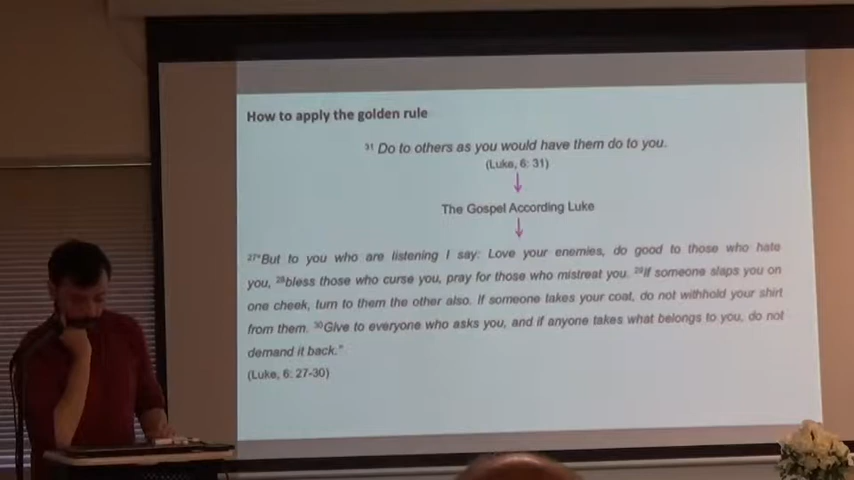 How to apply the golden rule
31 Do to others as you would have them do to you.
(Luke, 6: 31)
The Gospel According Luke
27"But to you who are listening I say: Love your enemies, do good to those who hate
you, 28bless those who curse you, pray for those who mistreat you. 29If someone slaps you on
one cheek, turn to them the other also. If someone takes your coat, do not withhold your shirt
from them. 30Give to everyone who asks you, and if anyone takes what belongs to you, do not
demand it back."
(Luke, 6: 27-30)